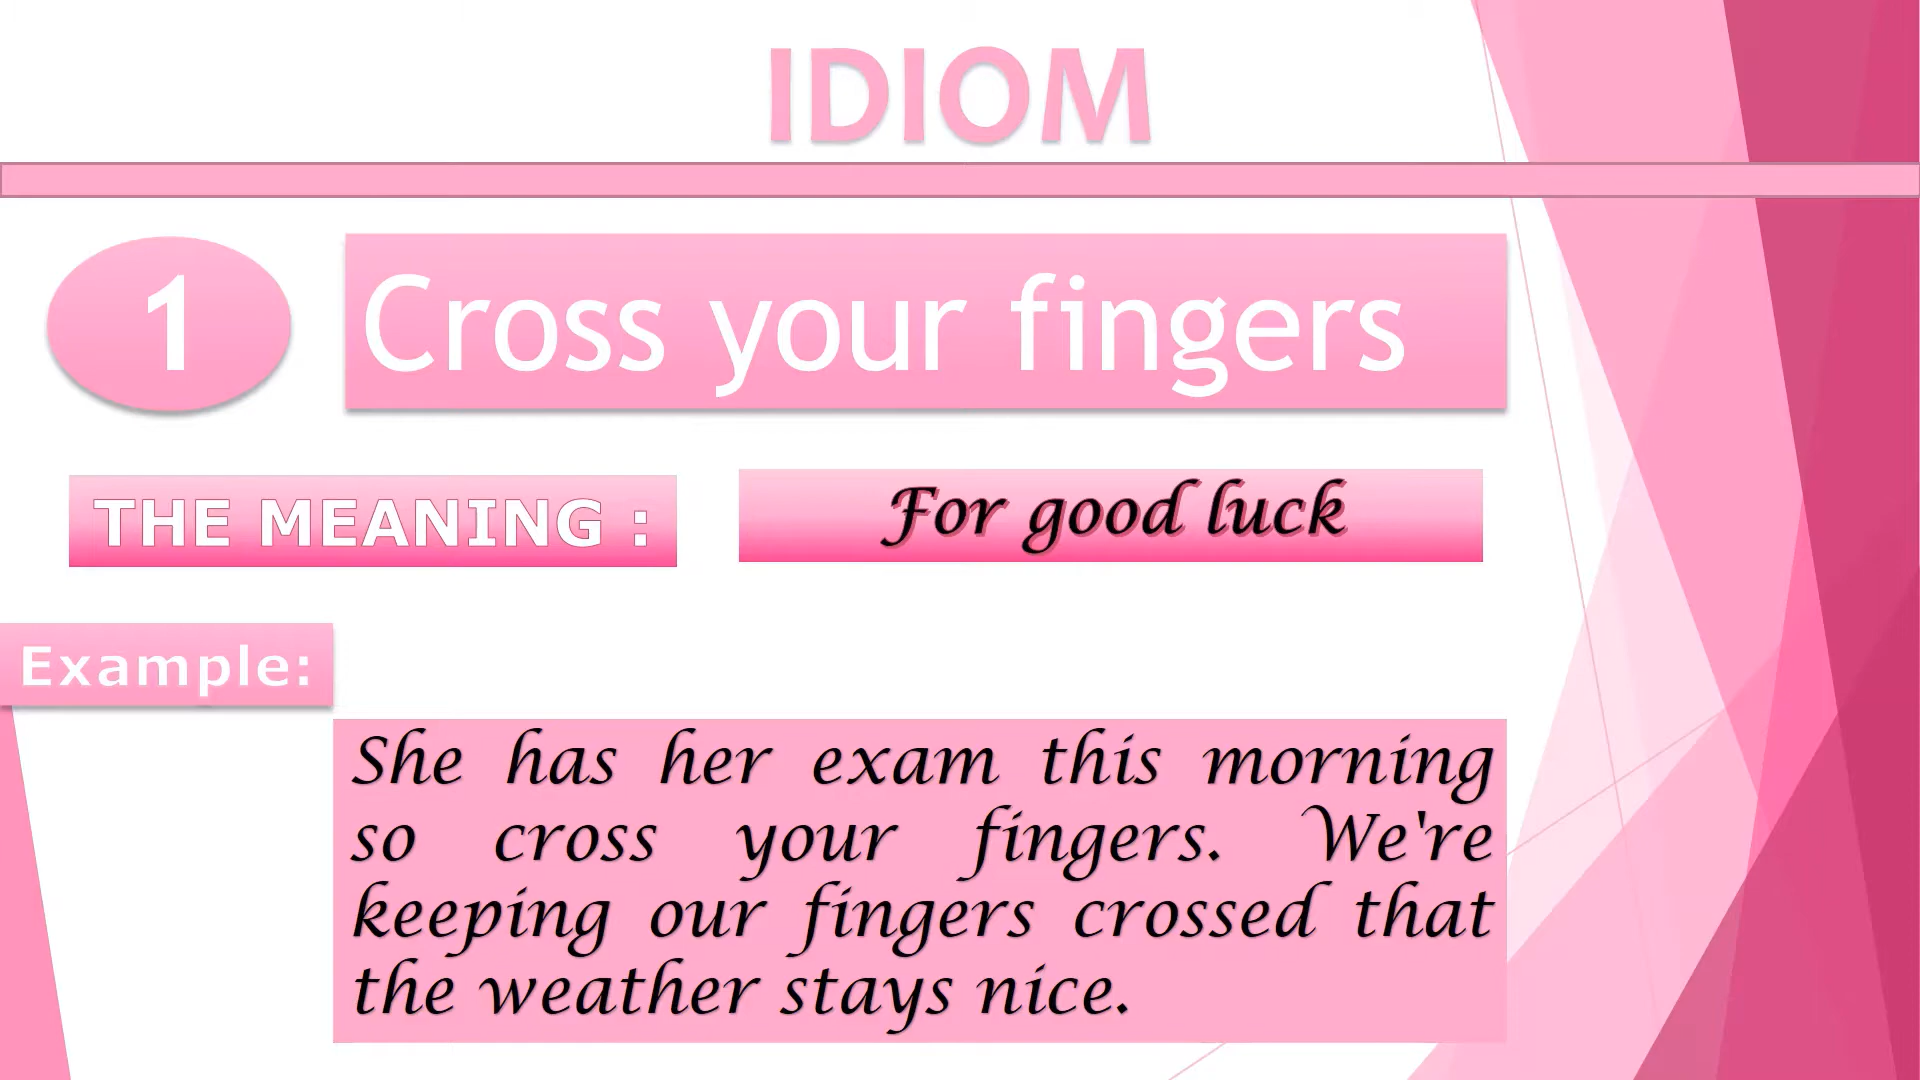 IDIOM
1
Cross your fingers
THE MEANING :
For good luck
Example:
She has her exam this morning
so cross your fingers. We're
keeping our fingers crossed that
the weather stays nice.